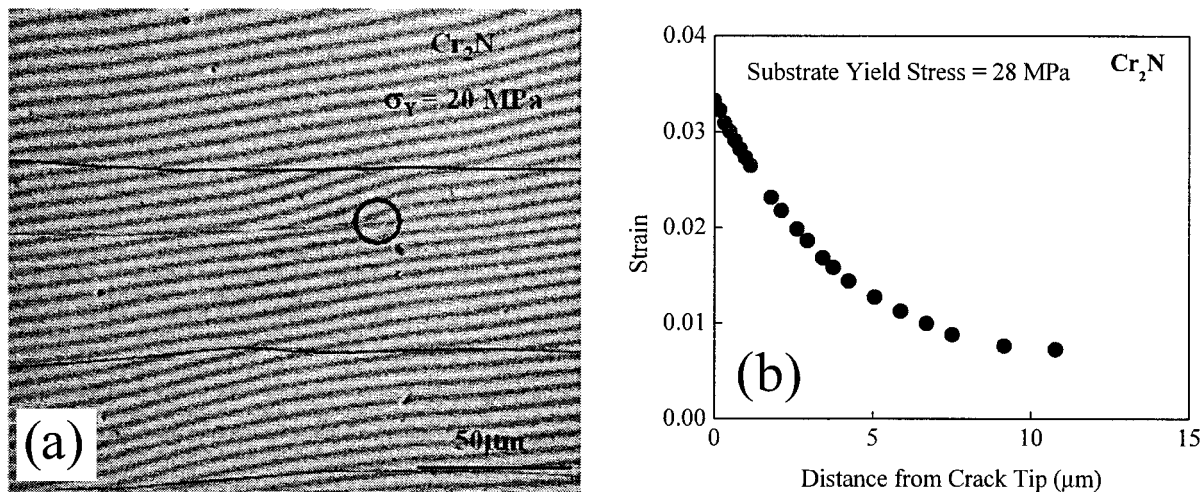 Cr₂N
σY = 20 MPa
50μm
(a)
0.04
0.03
0.02
0.01
0.00
Strain
Substrate Yield Stress = 28 MPa
Cr₂N
(b)
0
5
10
15
Distance from Crack Tip (μm)